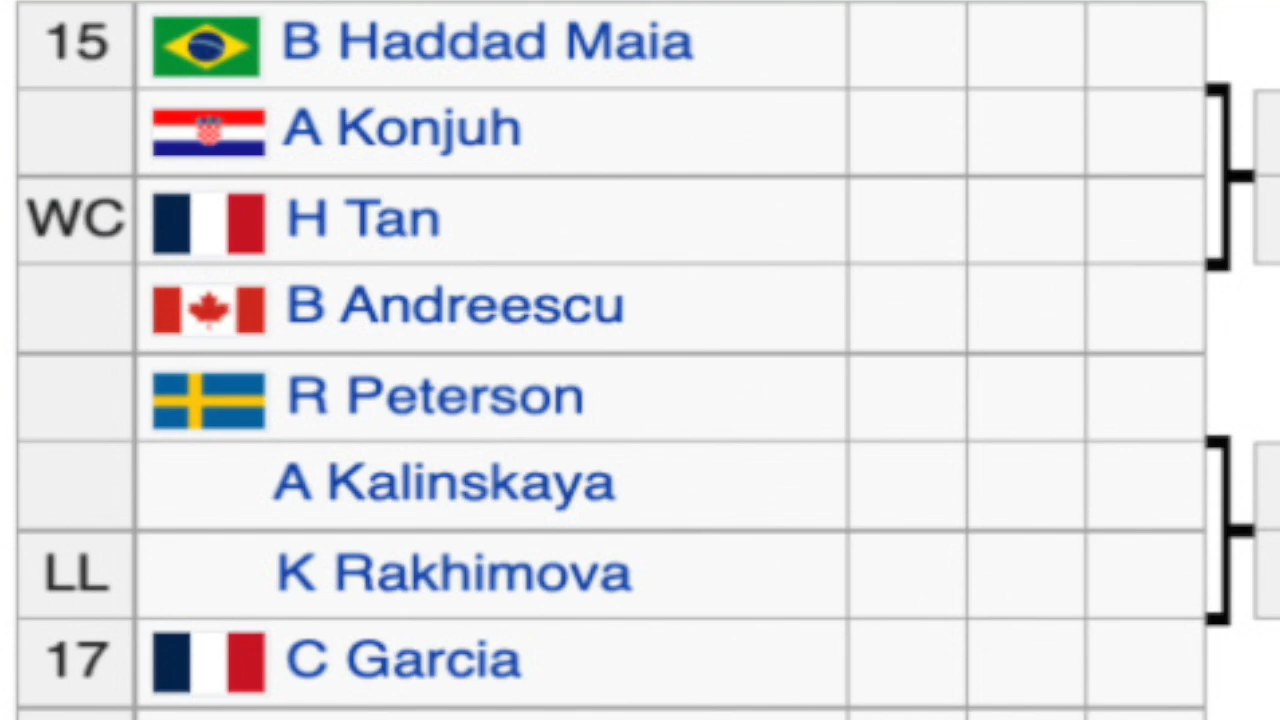 15 B Haddad Maia
A Konjuh
WC H Tan
B Andreescu
R Peterson
A Kalinskaya
LL K Rakhimova
17 C Garcia